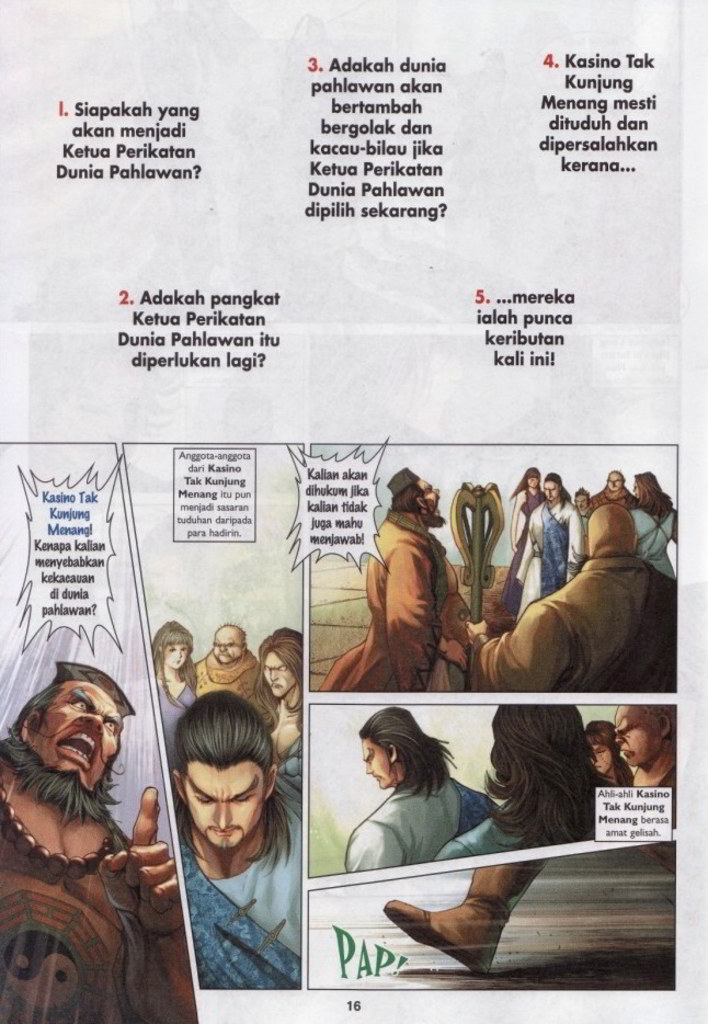 1. Siapakah yang
akan menjadi
Ketua Perikatan
Dunia Pahlawan?
2. Adakah pangkat
Ketua Perikatan
Dunia Pahlawan itu
diperlukan lagi?
3. Adakah dunia
pahlawan akan
bertambah
bergolak dan
kacau-bilau jika
Ketua Perikatan
Dunia Pahlawan
dipilih sekarang?
4. Kasino Tak
Kunjung
Menang mesti
dituduh dan
dipersalahkan
kerana...
5. ...mereka
ialah punca
keributan
kali ini!
Kasino Tak
Kunjung
Menang!
Kenapa kalian
menyebabkan
kekacauan
di dunia
pahlawan?
Anggota-anggota
dari Kasino
Tak Kunjung
Menang itu pun
menjadi sasaran
tuduhan daripada
para hadirin.
Kalian akan
dihukum jika
kalian tidak
juga mahu
menjawab!
Ahli-ahli Kasino
Tak Kunjung
Menang berasa
amat gelisah.
PAP!
16